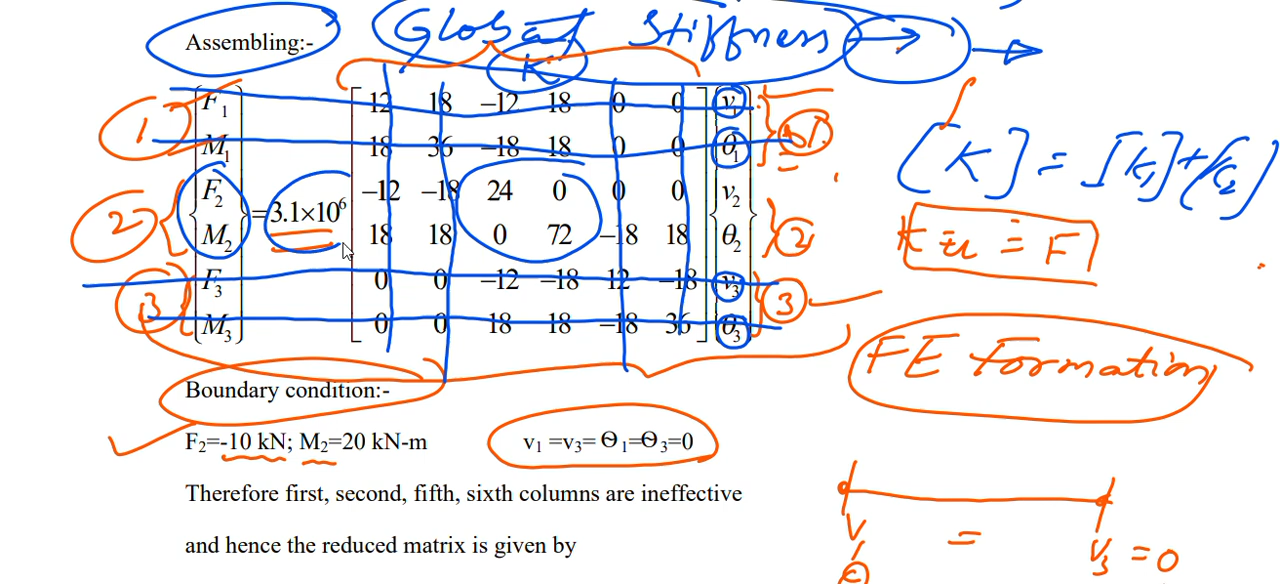 Global Stiffness
Assembling:-
K
1 F₁ 12 18 −12 18 0 0 v₁
M₁ 18 36 −18 18 0 0 θ₁
[K] = [k₁] + [k₂]
2 F₂ −12 −18 24 0 0 0 v₂
=3.1×10⁶
M₂ 18 18 0 72 −18 18 θ₂ 2
= F
3 F₃ 0 0 −12 −18 12 −18 v₃ 3
M₃ 0 0 18 18 −18 36 θ₃
FE Formation
Boundary condition:-
F₂=-10 kN; M₂=20 kN-m v₁ =v₃= Θ₁=Θ₃=0
Therefore first, second, fifth, sixth columns are ineffective
and hence the reduced matrix is given by
V = V₃ = 0